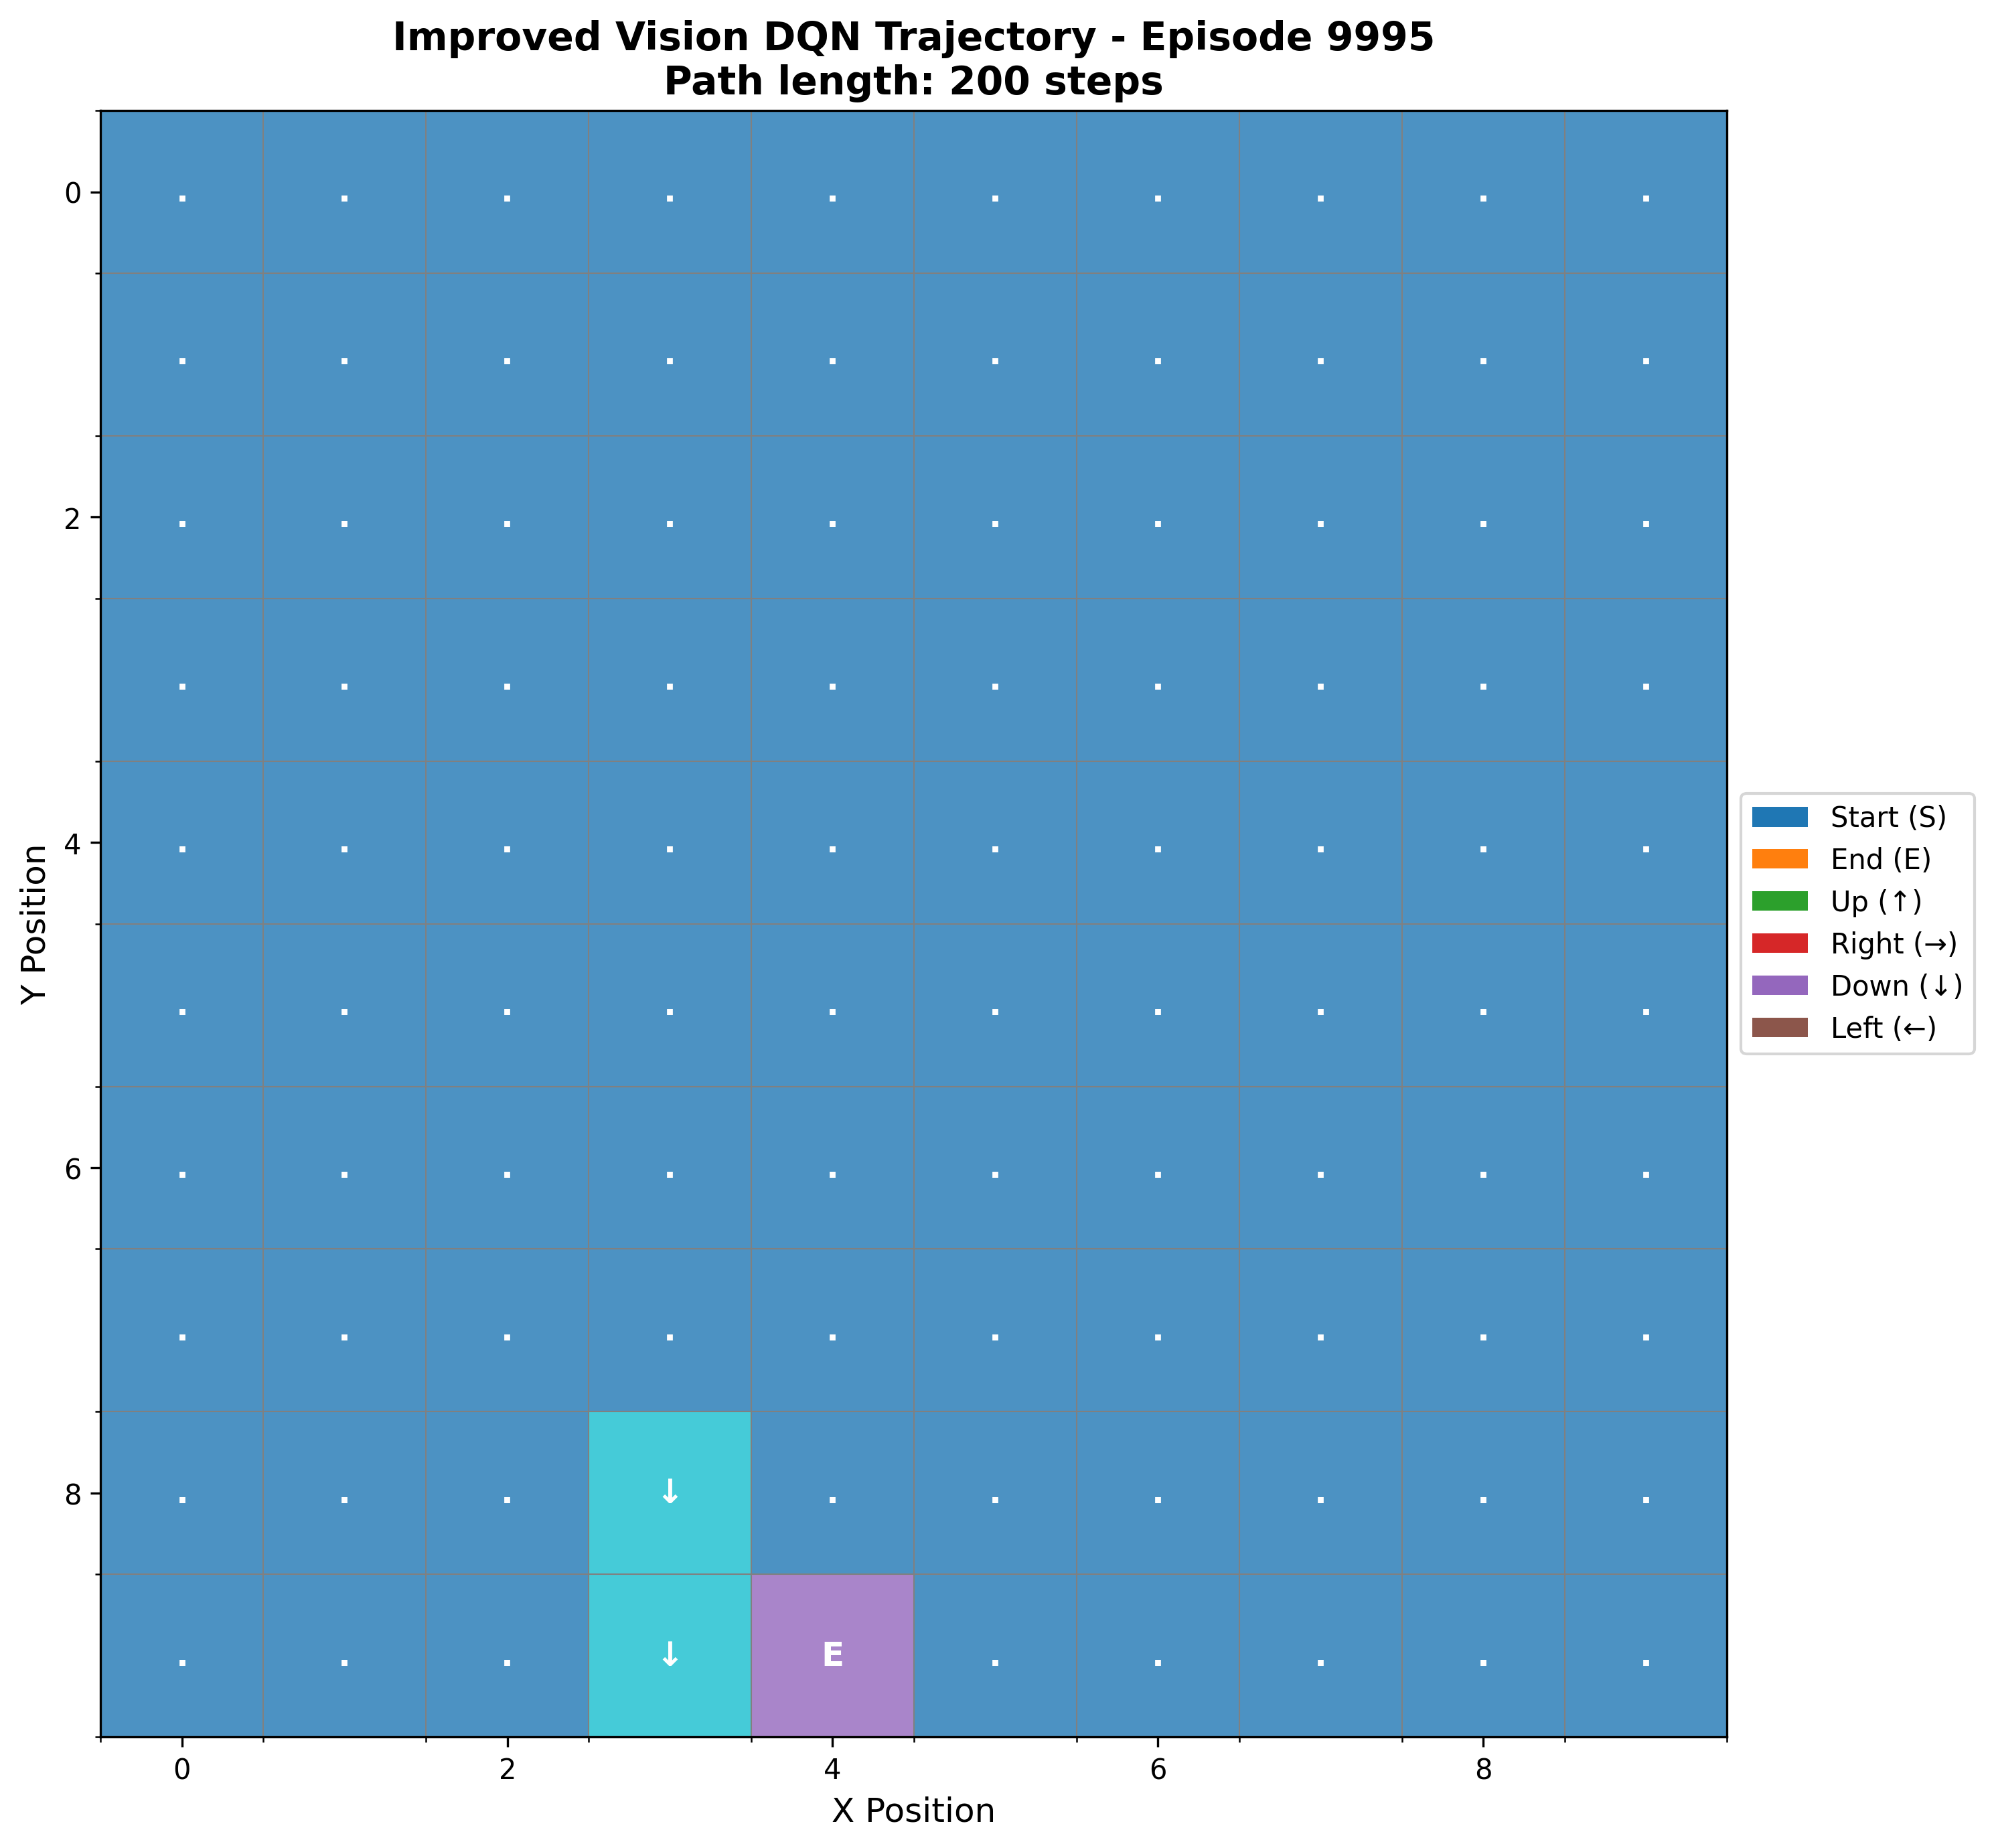 Improved Vision DQN Trajectory - Episode 9995
Path length: 200 steps
0
2
4
6
8
Y Position
. . . . . . . . . .
. . . . . . . . . .
. . . . . . . . . .
. . . . . . . . . .
. . . . . . . . . .
. . . . . . . . . .
. . . . . . . . . .
. . . . . . . . . .
. . . ↓ . . . . . .
. . . ↓ E . . . . .
0 2 4 6 8
X Position
Start (S)
End (E)
Up (↑)
Right (→)
Down (↓)
Left (←)